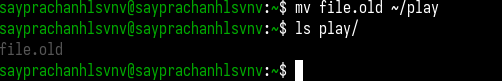 sayprachanhlsvnv@sayprachanhlsvnv:~$ mv file.old ~/play
sayprachanhlsvnv@sayprachanhlsvnv:~$ ls play/
file.old
sayprachanhlsvnv@sayprachanhlsvnv:~$